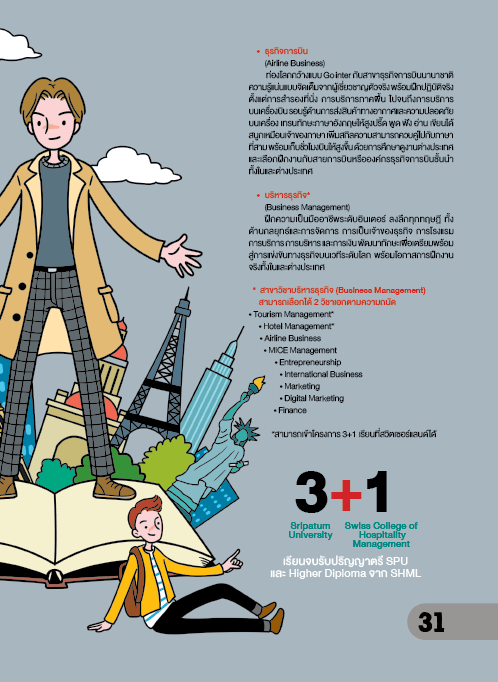 • ธุรกิจการบิน
(Airline Business)
ท่องโลกกว้างแบบ Go inter กับสาขาธุรกิจการบินนานาชาติ
ความรู้แน่นแบบจัดเต็มจากผู้เชี่ยวชาญตัวจริง พร้อมฝึกปฏิบัติจริง
ตั้งแต่การสำรองที่นั่ง การบริการภาคพื้น ไปจนถึงการบริการ
บนเครื่องบิน รอบรู้ด้านการส่งสินค้าทางอากาศและความปลอดภัย
บนเครื่อง เทรนทักษะภาษาอังกฤษให้สูงปรี๊ด พูด ฟัง อ่าน เขียนได้
สนุกเหมือนเจ้าของภาษา เพิ่มสกิลความสามารถควบคู่ไปกับภาษา
ที่สาม พร้อมเก็บชั่วโมงบินให้สูงขึ้น ด้วยการศึกษาดูงานต่างประเทศ
และเลือกฝึกงานกับสายการบินหรือองค์กรธุรกิจการบินชั้นนำ
ทั้งในและต่างประเทศ
• บริหารธุรกิจ*
(Business Management)
ฝึกความเป็นมืออาชีพระดับอินเตอร์ ลงลึกทุกทฤษฎี ทั้ง
ด้านกลยุทธ์และการจัดการ การเป็นเจ้าของธุรกิจ การโรงแรม
การบริการ การบริหาร และการเงิน พัฒนาทักษะเพื่อเตรียมพร้อม
สู่การแข่งขันทางธุรกิจบนเวทีระดับโลก พร้อมโอกาสการฝึกงาน
จริงทั้งในและต่างประเทศ
* สาขาวิชาบริหารธุรกิจ (Business Management)
สามารถเลือกได้ 2 วิชาเอกตามความถนัด
• Tourism Management*
• Hotel Management*
• Airline Business
• MICE Management
• Entrepreneurship
• International Business
• Marketing
• Digital Marketing
• Finance
*สามารถเข้าโครงการ 3+1 เรียนที่สวิตเซอร์แลนด์ได้
3+1
Sripatum
University
Swiss College of
Hospitality
Management
เรียนจบรับปริญญาตรี SPU
และ Higher Diploma จาก SHML
31